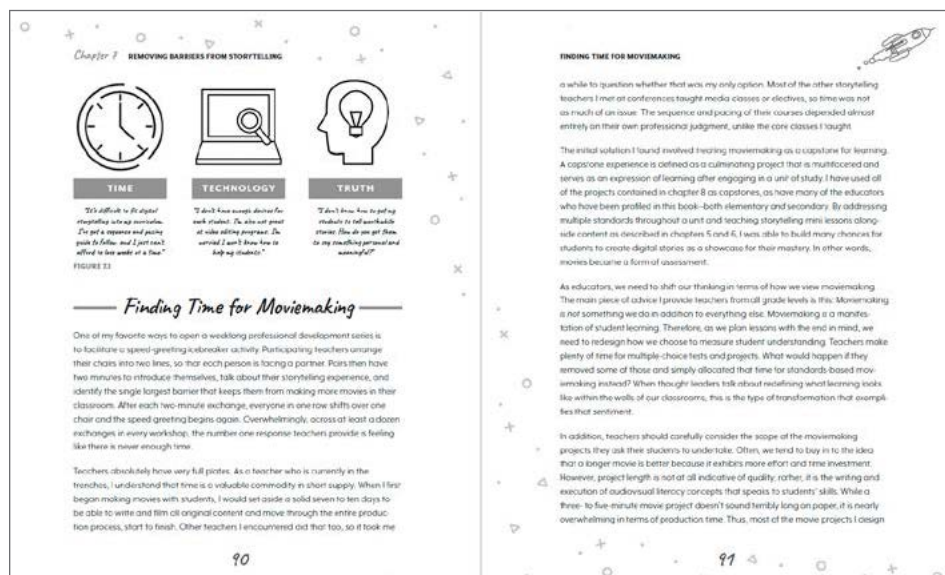 Chapter 7 REMOVING BARRIERS FROM STORYTELLING
TIME
"It's difficult to fit digital
storytelling into my curriculum.
I've got a sequence and pacing
guide to follow, and I just can't
afford to lose weeks at a time."
TECHNOLOGY
"I don't have enough devices for
each student. I'm also not great
at video editing programs. I'm
worried I won't know how to
help my students."
TRUTH
"I don't know how to get my
students to tell worthwhile
stories. How do you get them
to say something personal and
meaningful?"
FIGURE 7.1
Finding Time for Moviemaking
One of my favorite ways to open a weeklong professional development series is
to facilitate a speed-greeting icebreaker activity. Participating teachers arrange
their chairs into two lines, so that each person is facing a partner. Pairs then have
two minutes to introduce themselves, talk about their storytelling experience, and
identify the single largest barrier that keeps them from making more movies in their
classroom. After each two-minute exchange, everyone in one row shifts over one
chair and the speed greeting begins again. Overwhelmingly, across at least a dozen
exchanges in every workshop, the number one response teachers provide is feeling
like there is never enough time.
Teachers absolutely have very full plates. As a teacher who is currently in the
trenches, I understand that time is a valuable commodity in short supply. When I first
began making movies with students, I would set aside a solid seven to ten days to
be able to write and film all original content and move through the entire produc-
tion process, start to finish. Other teachers I encountered did that too, so it took me
90
FINDING TIME FOR MOVIEMAKING
a while to question whether that was my only option. Most of the other storytelling
teachers I met at conferences taught media classes or electives, so time was not
as much of an issue. The sequence and pacing of their courses depended almost
entirely on their own professional judgment, unlike the core classes I taught.
The initial solution I found involved treating moviemaking as a capstone for learning.
A capstone experience is defined as a culminating project that is multifaceted and
serves as an expression of learning after engaging in a unit of study. I have used all
of the projects contained in chapter 8 as capstones, as have many of the educators
who have been profiled in this book—both elementary and secondary. By addressing
multiple standards throughout a unit and teaching storytelling mini lessons along-
side content as described in chapters 5 and 6, I was able to build many chances for
students to create digital stories as a showcase for their mastery. In other words,
movies became a form of assessment.
As educators, we need to shift our thinking in terms of how we view moviemaking.
The main piece of advice I provide teachers from all grade levels is this: Moviemaking
is not something we do in addition to everything else. Moviemaking is a manifes-
tation of student learning. Therefore, as we plan lessons with the end in mind, we
need to redesign how we choose to measure student understanding. Teachers make
plenty of time for multiple-choice tests and projects. What would happen if they
removed some of those and simply allocated that time for standards-based mov-
iemaking instead? When thought leaders talk about redefining what learning looks
like within the walls of our classrooms, this is the type of transformation that exempli-
fies that sentiment.
In addition, teachers should carefully consider the scope of the moviemaking
projects they ask their students to undertake. Often, we tend to buy in to the idea
that a longer movie is better because it exhibits more effort and time investment.
However, project length is not at all indicative of quality; rather, it is the writing and
execution of audiovisual literacy concepts that speaks to students' skills. While a
three- to five-minute movie project doesn't sound terribly long on paper, it is nearly
overwhelming in terms of production time. Thus, most of the movie projects I design
91